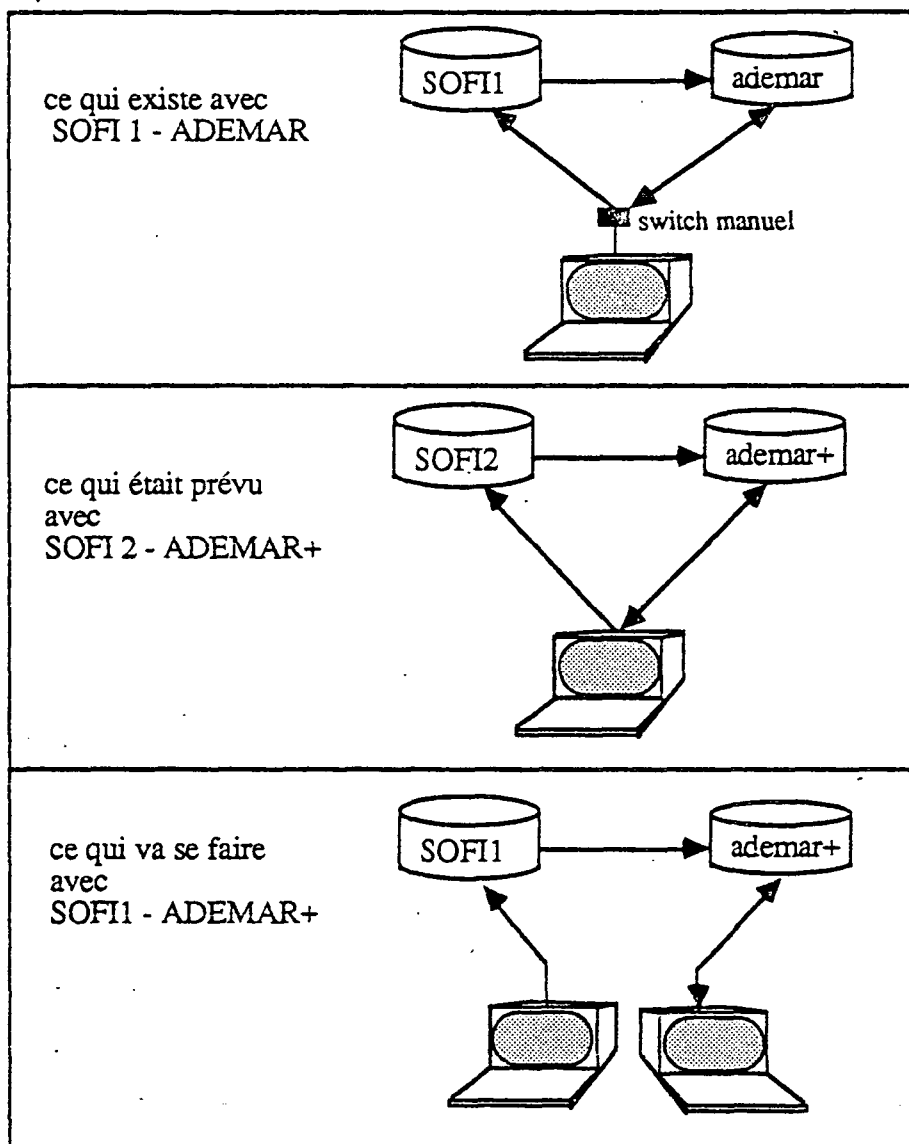 SOFI1
ademar
ce qui existe avec
SOFI 1 - ADEMAR
switch manuel
SOFI2
ademar+
ce qui était prévu
avec
SOFI 2 - ADEMAR+
SOFI1
ademar+
ce qui va se faire
avec
SOFI1 - ADEMAR+